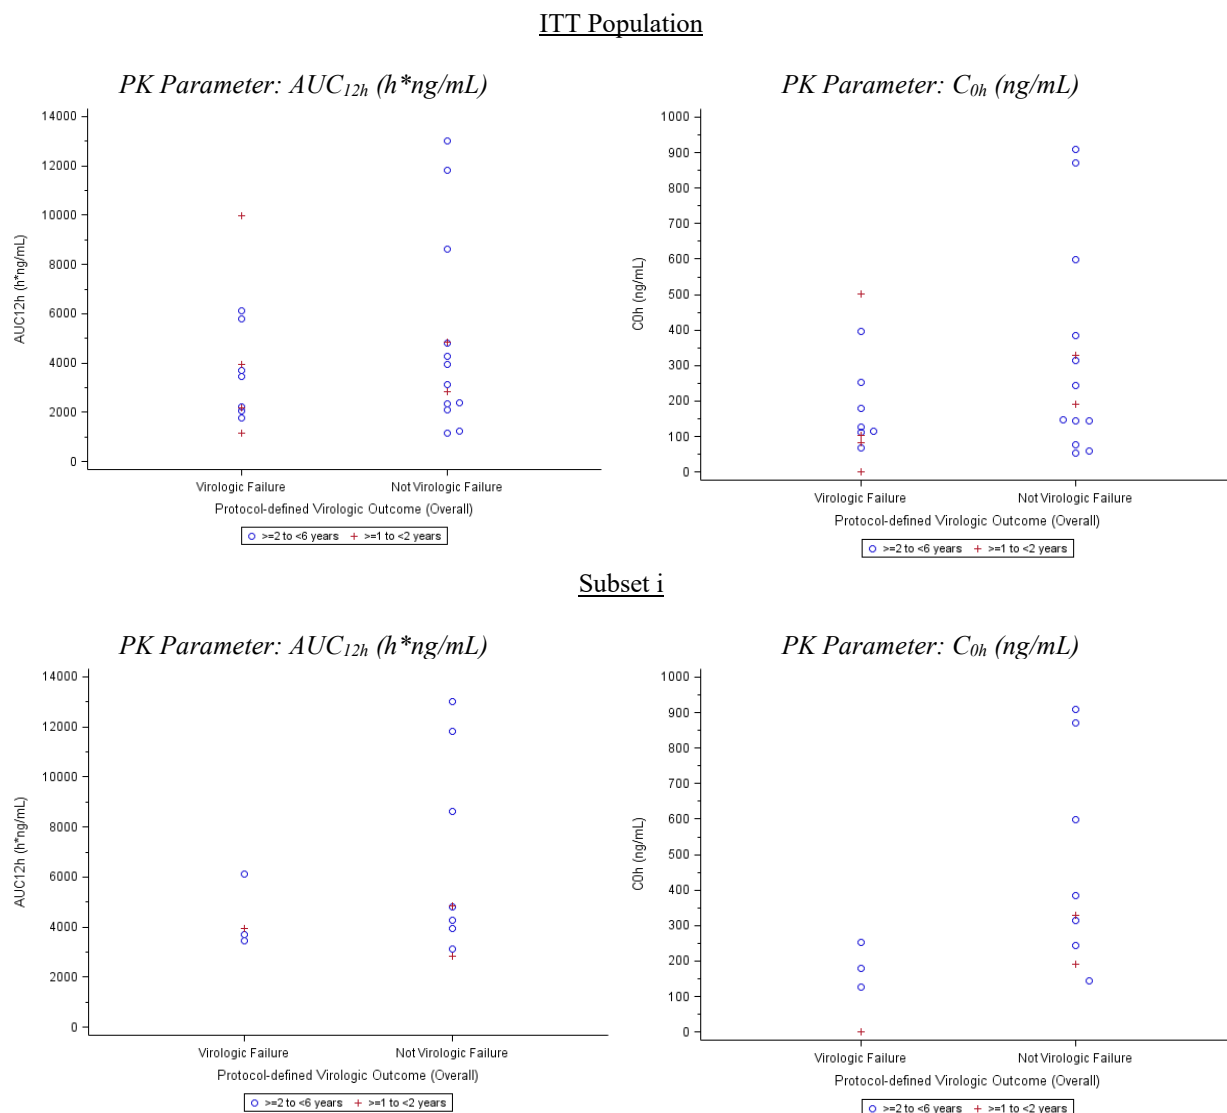 ITT Population
PK Parameter: AUC12h (h*ng/mL)
14000
12000
10000
8000
6000
4000
2000
0
AUC12h (h*ng/mL)
Virologic Failure
Not Virologic Failure
Protocol-defined Virologic Outcome (Overall)
>=2 to <6 years
>=1 to <2 years
PK Parameter: C0h (ng/mL)
1000
900
800
700
600
500
400
300
200
100
0
C0h (ng/mL)
Virologic Failure
Not Virologic Failure
Protocol-defined Virologic Outcome (Overall)
>=2 to <6 years
>=1 to <2 years
Subset i
PK Parameter: AUC12h (h*ng/mL)
14000
12000
10000
8000
6000
4000
2000
0
AUC12h (h*ng/mL)
Virologic Failure
Not Virologic Failure
Protocol-defined Virologic Outcome (Overall)
>=2 to <6 years
>=1 to <2 years
PK Parameter: C0h (ng/mL)
1000
900
800
700
600
500
400
300
200
100
0
C0h (ng/mL)
Virologic Failure
Not Virologic Failure
Protocol-defined Virologic Outcome (Overall)
>=2 to <6 years
>=1 to <2 years